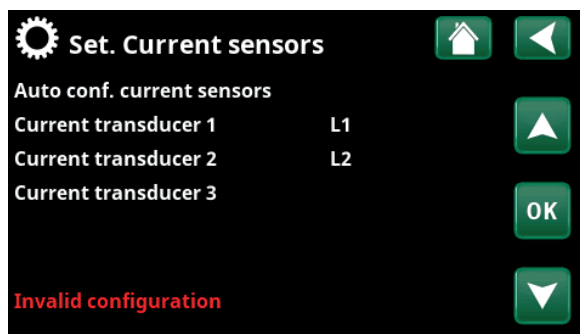 Set. Current sensors
Auto conf. current sensors
Current transducer 1 L1
Current transducer 2 L2
Current transducer 3
OK
Invalid configuration